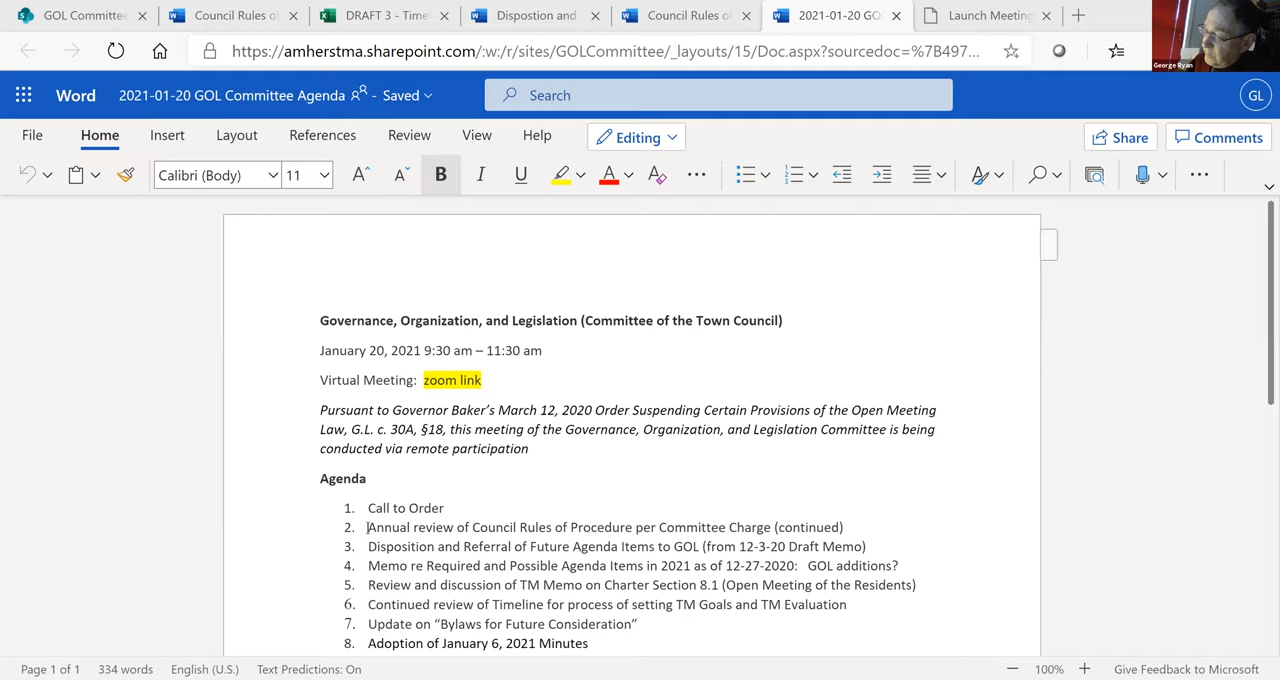 GOL Committee
Council Rules of
DRAFT 3 - Timel
Dispostion and
Council Rules of
2021-01-20 GO
Launch Meeting
https://amherstma.sharepoint.com/:w:/r/sites/GOLCommittee/_layouts/15/Doc.aspx?sourcedoc=%7B497...
George Ryan
Word 2021-01-20 GOL Committee Agenda - Saved
Search
GL
File Home Insert Layout References Review View Help Editing Share Comments
Calibri (Body) 11
Governance, Organization, and Legislation (Committee of the Town Council)
January 20, 2021 9:30 am – 11:30 am
Virtual Meeting: zoom link
Pursuant to Governor Baker's March 12, 2020 Order Suspending Certain Provisions of the Open Meeting
Law, G.L. c. 30A, §18, this meeting of the Governance, Organization, and Legislation Committee is being
conducted via remote participation
Agenda
1. Call to Order
2. Annual review of Council Rules of Procedure per Committee Charge (continued)
3. Disposition and Referral of Future Agenda Items to GOL (from 12-3-20 Draft Memo)
4. Memo re Required and Possible Agenda Items in 2021 as of 12-27-2020: GOL additions?
5. Review and discussion of TM Memo on Charter Section 8.1 (Open Meeting of the Residents)
6. Continued review of Timeline for process of setting TM Goals and TM Evaluation
7. Update on “Bylaws for Future Consideration”
8. Adoption of January 6, 2021 Minutes
Page 1 of 1 334 words English (U.S.) Text Predictions: On
100% Give Feedback to Microsoft